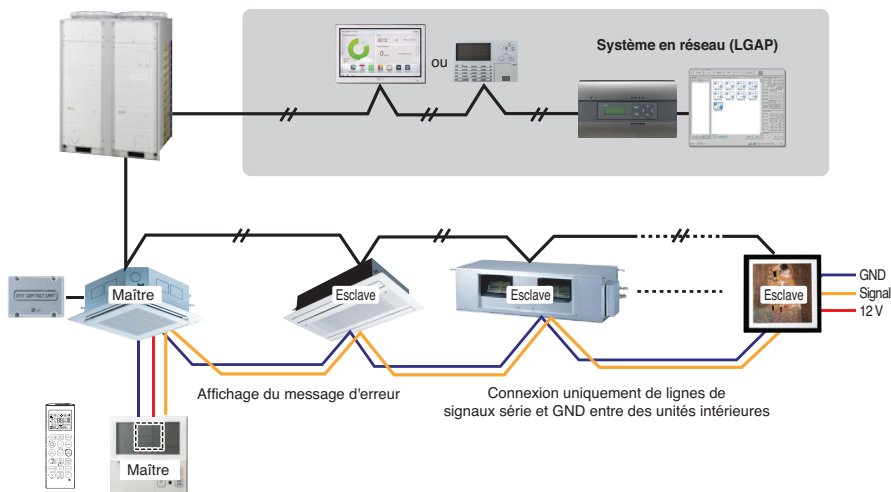 Système en réseau (LGAP)
ou
Maître
Esclave
Esclave
Esclave
GND
Signal
12 V
Affichage du message d'erreur
Connexion uniquement de lignes de
signaux série et GND entre des unités intérieures
Maître